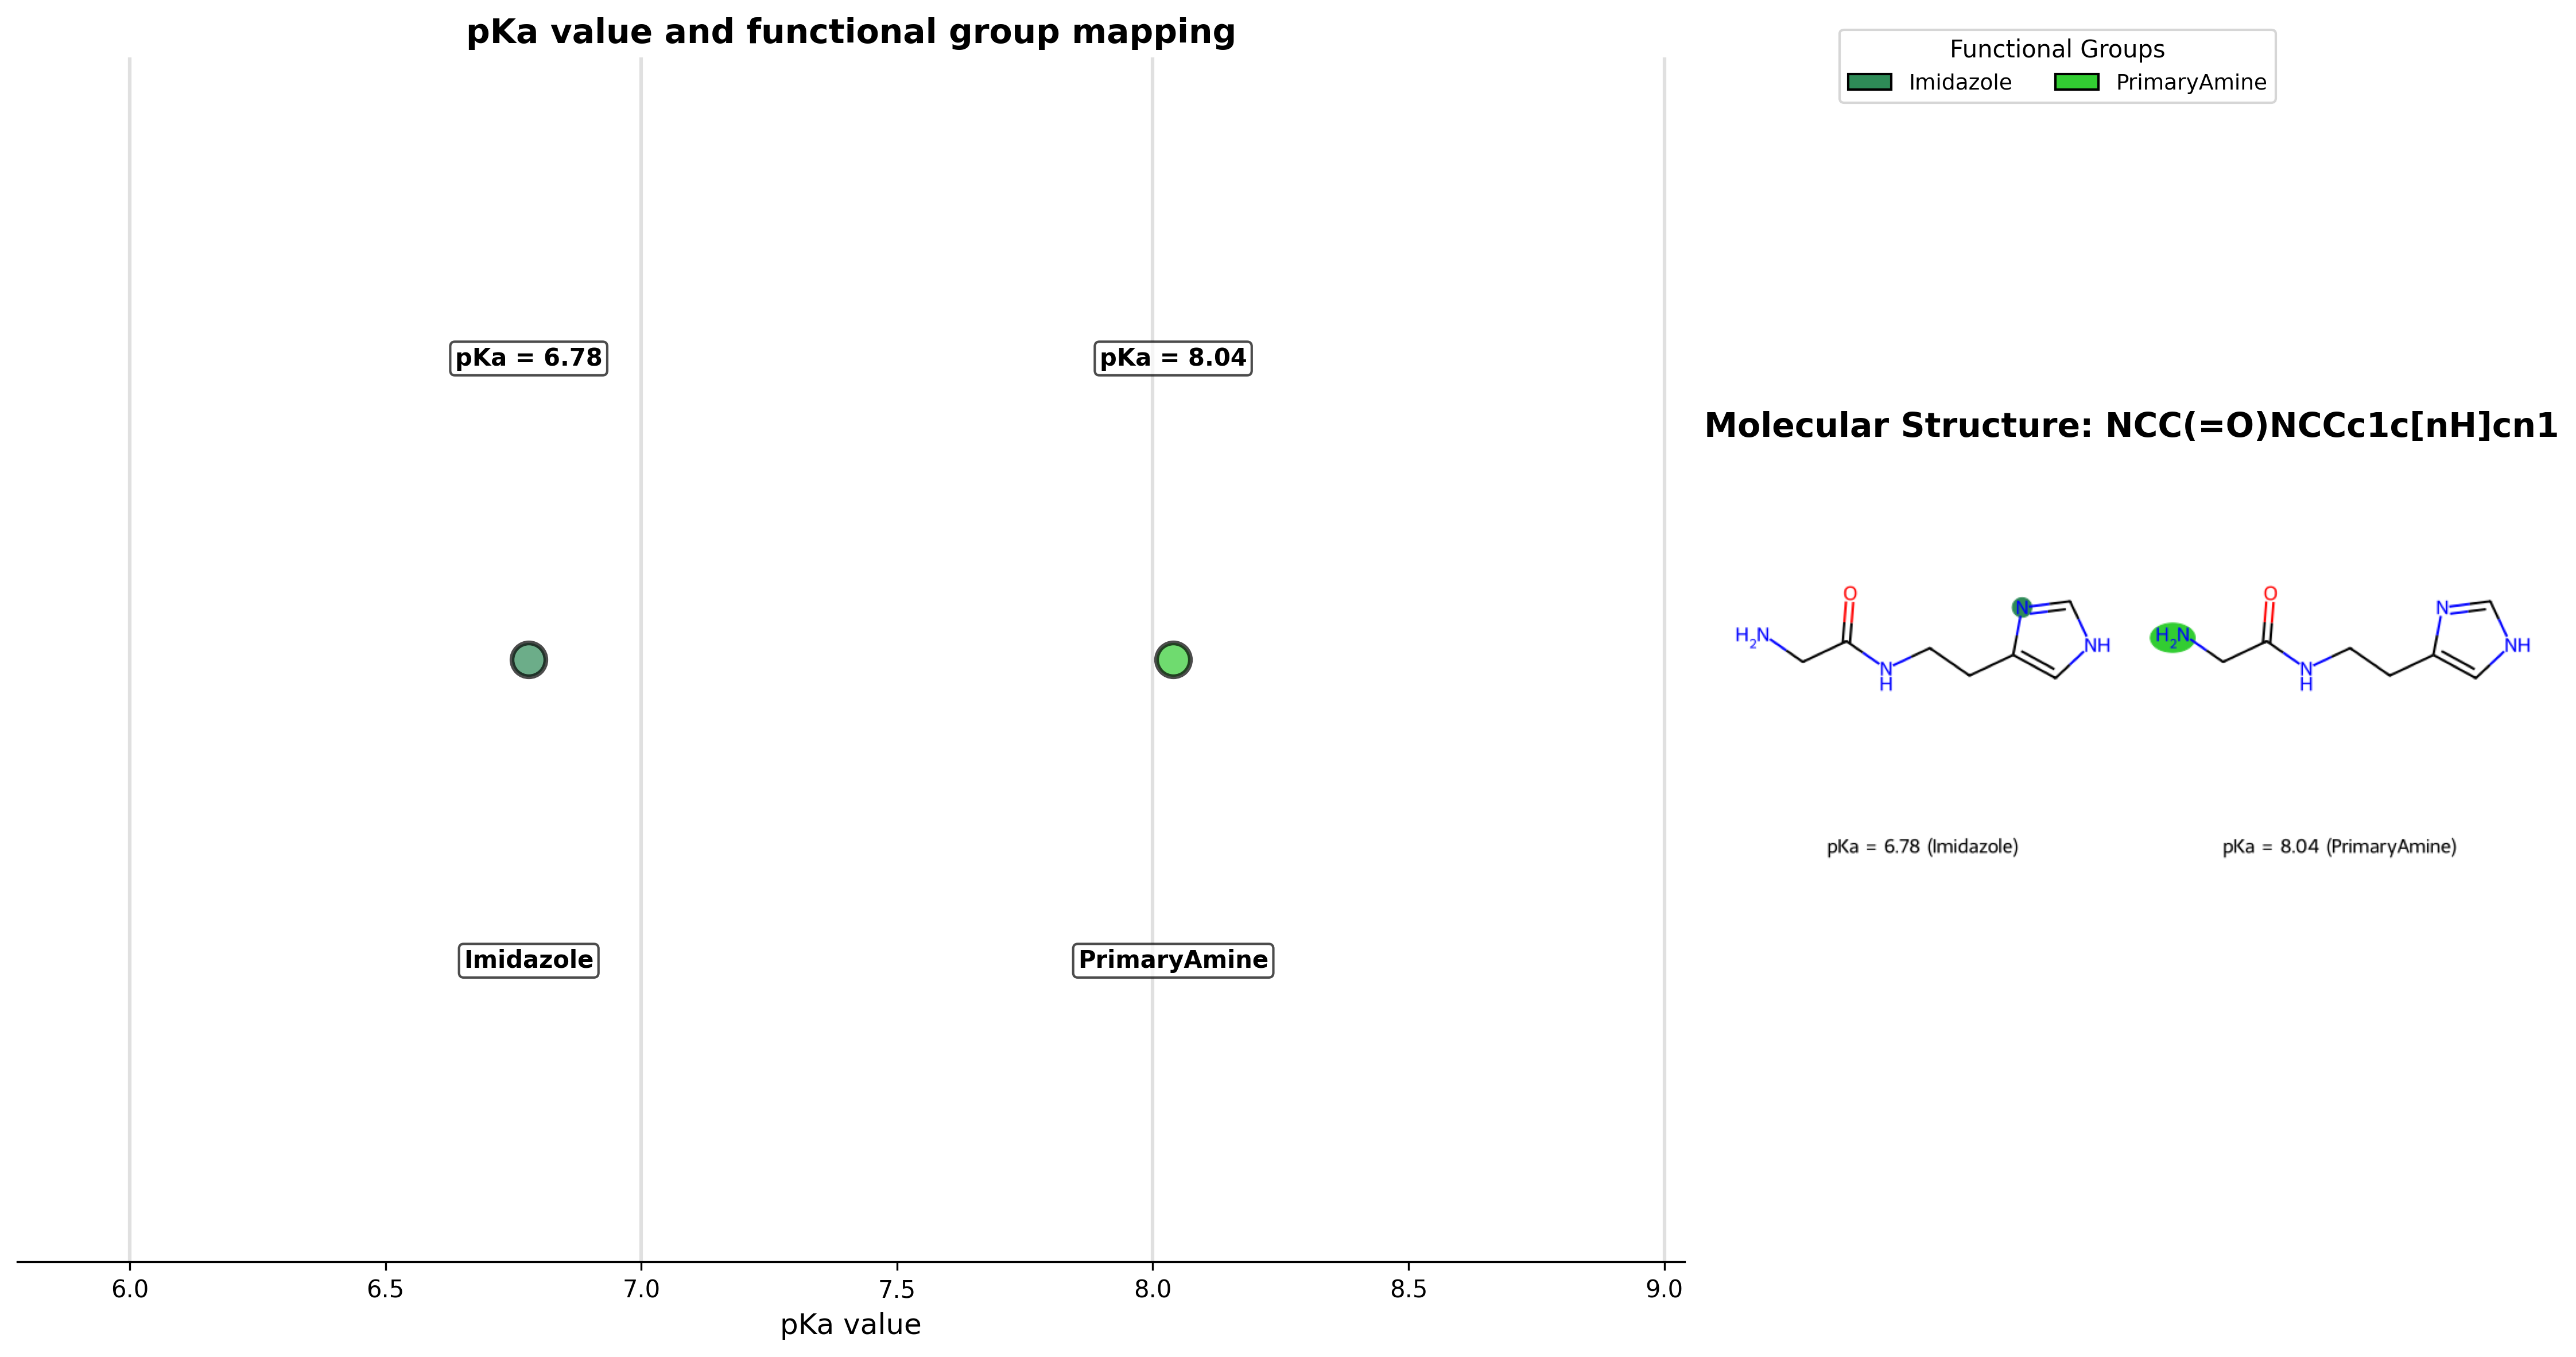 pKa value and functional group mapping
pKa = 6.78
pKa = 8.04
Imidazole
PrimaryAmine
6.0
6.5
7.0
7.5
8.0
8.5
9.0
pKa value
Functional Groups
Imidazole
PrimaryAmine
Molecular Structure: NCC(=O)NCCc1c[nH]cn1
H2N
O
N
H
N
NH
H2N
O
N
H
N
NH
pKa = 6.78 (Imidazole)
pKa = 8.04 (PrimaryAmine)